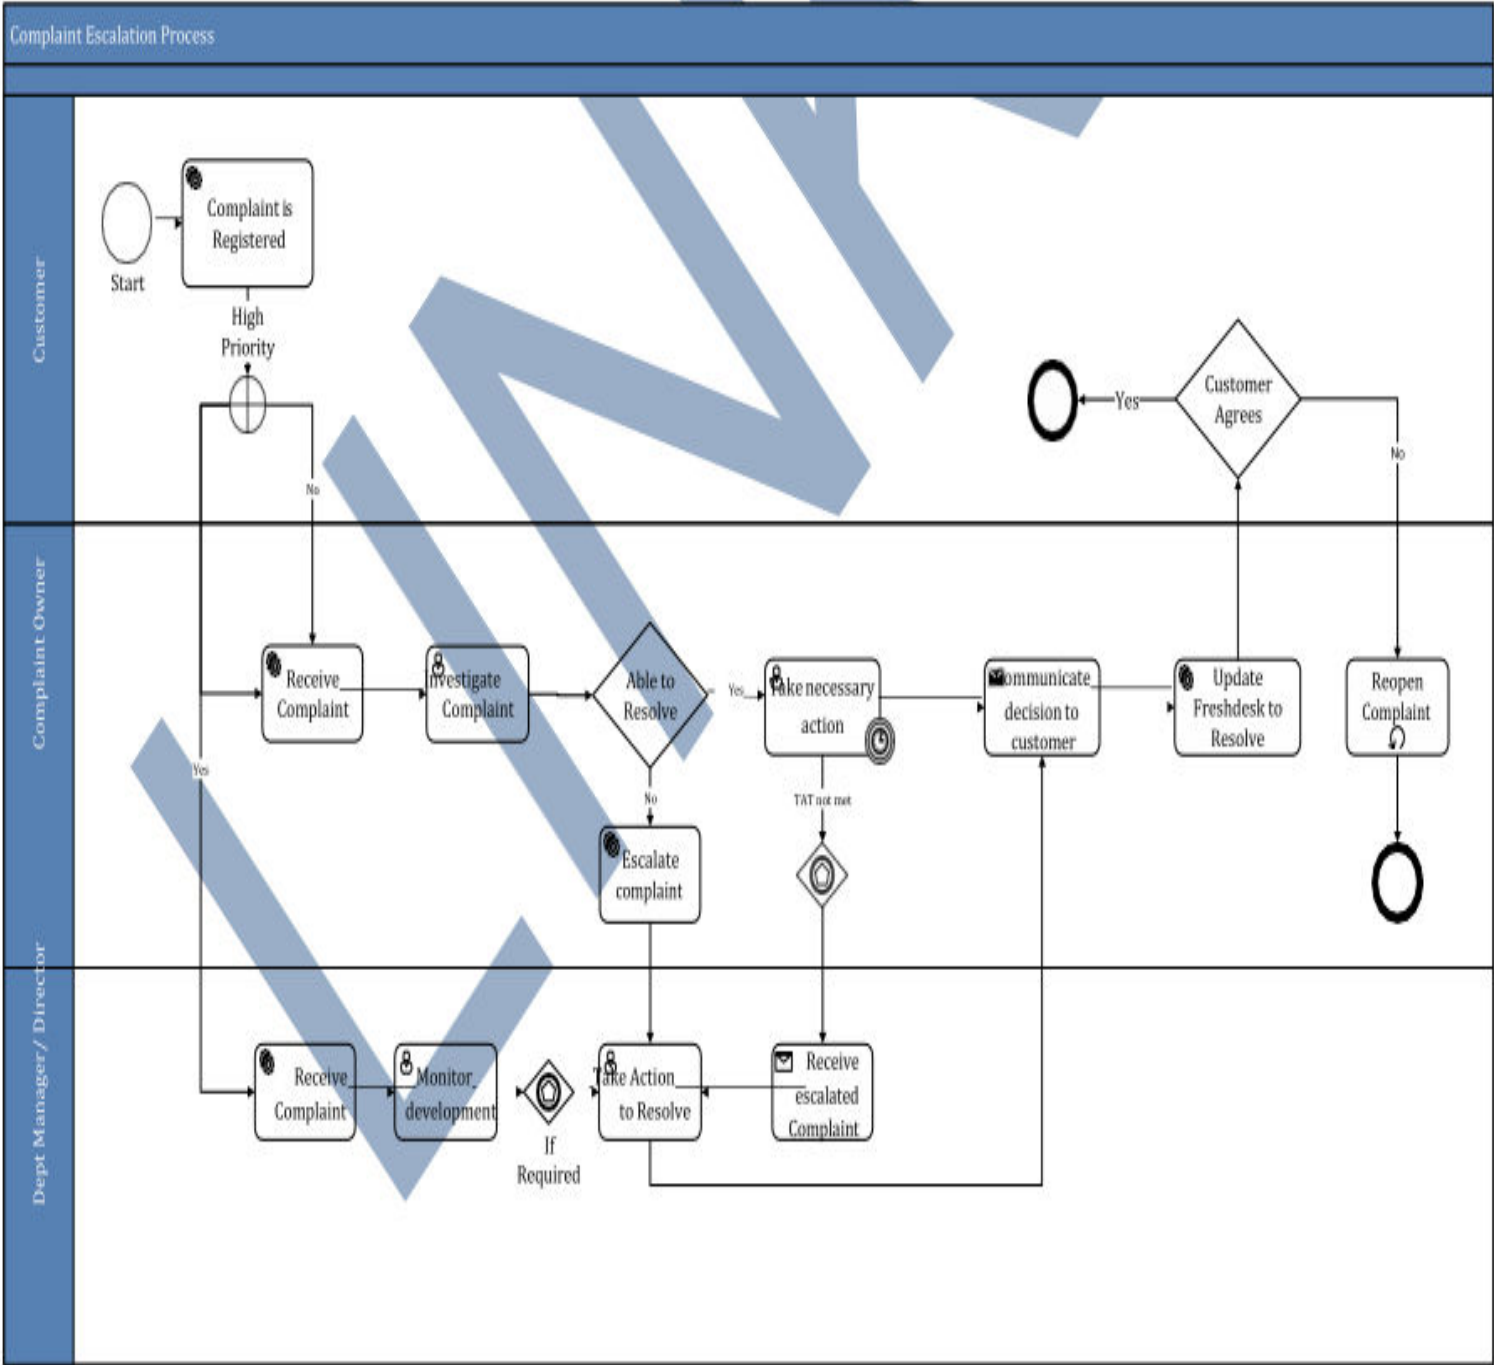 Complaint Escalation Process
Customer
Complaint is
Registered
Start
High
Priority
No
Customer
Agrees
Yes
No
Complaint Owner
Receive
Complaint
Investigate
Complaint
Able to
Resolve
Yes
Take necessary
action
Communicate
decision to
customer
Update
Freshdesk to
Resolve
Reopen
Complaint
Yes
No
TAT not met
Escalate
complaint
Dept Manager/ Director
Receive
Complaint
Monitor
development
If
Required
Take Action
to Resolve
Receive
escalated
Complaint